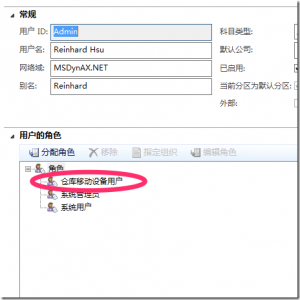 常规
用户 ID: Admin 科目类型:
用户名: Reinhard Hsu 默认公司:
网络域: MSDynAX.NET 已启用:
别名: Reinhard 当前分区为默认分区:
外部:
用户的角色
分配角色 移除 指定组织 编辑角色
角色
仓库移动设备用户
系统管理员
系统用户